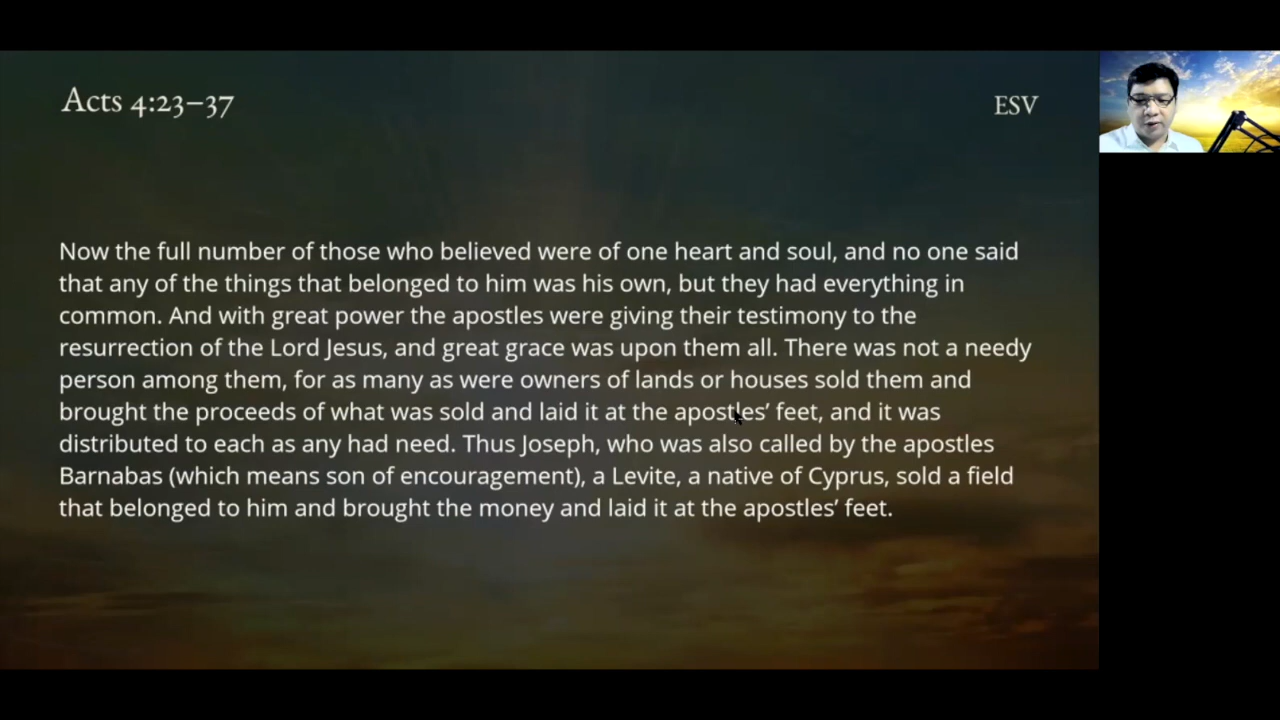 Acts 4:23–37
ESV
Now the full number of those who believed were of one heart and soul, and no one said
that any of the things that belonged to him was his own, but they had everything in
common. And with great power the apostles were giving their testimony to the
resurrection of the Lord Jesus, and great grace was upon them all. There was not a needy
person among them, for as many as were owners of lands or houses sold them and
brought the proceeds of what was sold and laid it at the apostles’ feet, and it was
distributed to each as any had need. Thus Joseph, who was also called by the apostles
Barnabas (which means son of encouragement), a Levite, a native of Cyprus, sold a field
that belonged to him and brought the money and laid it at the apostles’ feet.